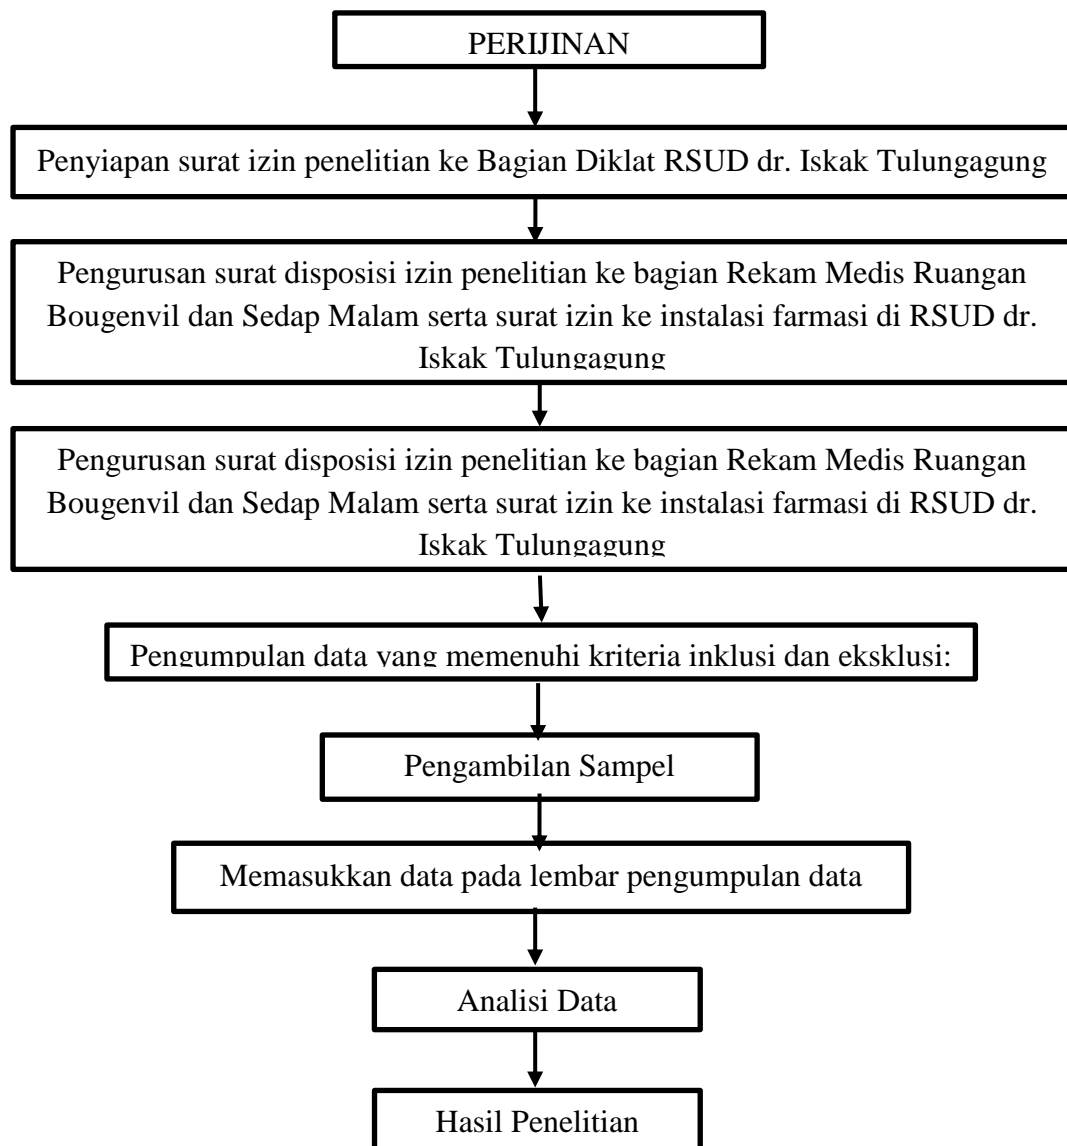 PERIJINAN
Penyiapan surat izin penelitian ke Bagian Diklat RSUD dr. Iskak Tulungagung
Pengurusan surat disposisi izin penelitian ke bagian Rekam Medis Ruangan
Bougenvil dan Sedap Malam serta surat izin ke instalasi farmasi di RSUD dr.
Iskak Tulungagung
Pengurusan surat disposisi izin penelitian ke bagian Rekam Medis Ruangan
Bougenvil dan Sedap Malam serta surat izin ke instalasi farmasi di RSUD dr.
Iskak Tulungagung
Pengumpulan data yang memenuhi kriteria inklusi dan eksklusi:
Pengambilan Sampel
Memasukkan data pada lembar pengumpulan data
Analisi Data
Hasil Penelitian